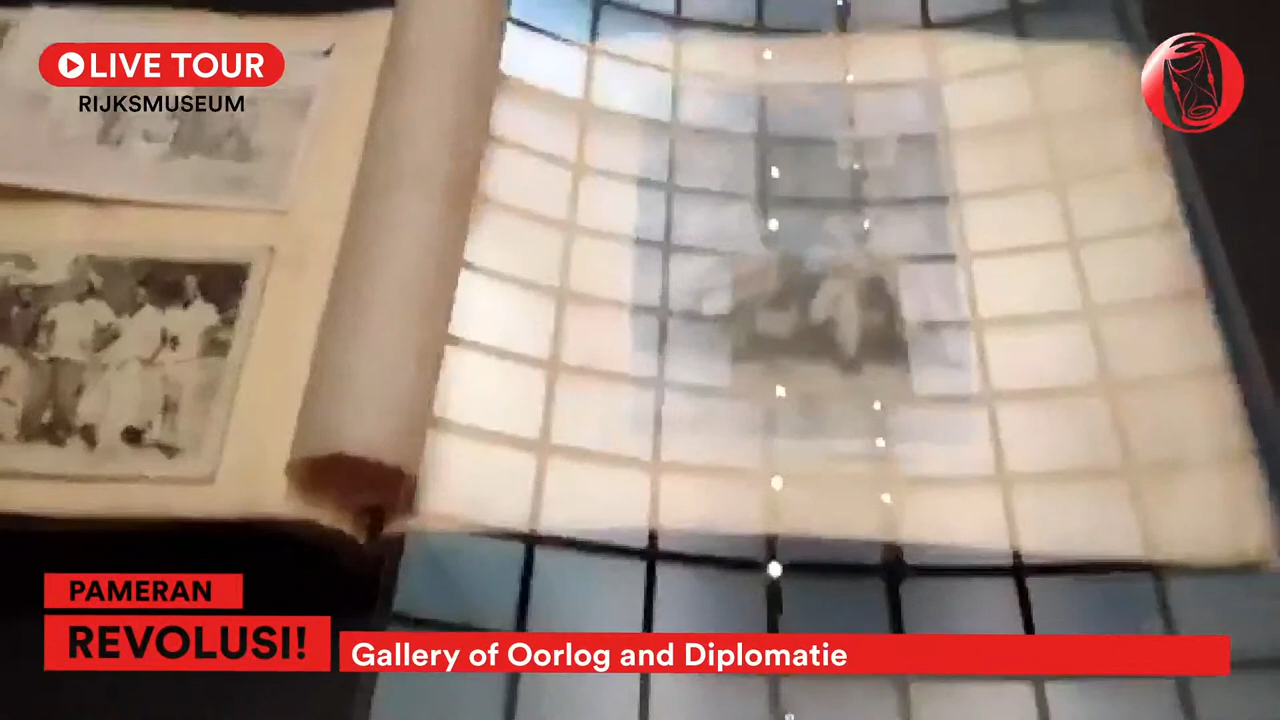 LIVE TOUR
RIJKSMUSEUM
PAMERAN
REVOLUSI!
Gallery of Oorlog and Diplomatie